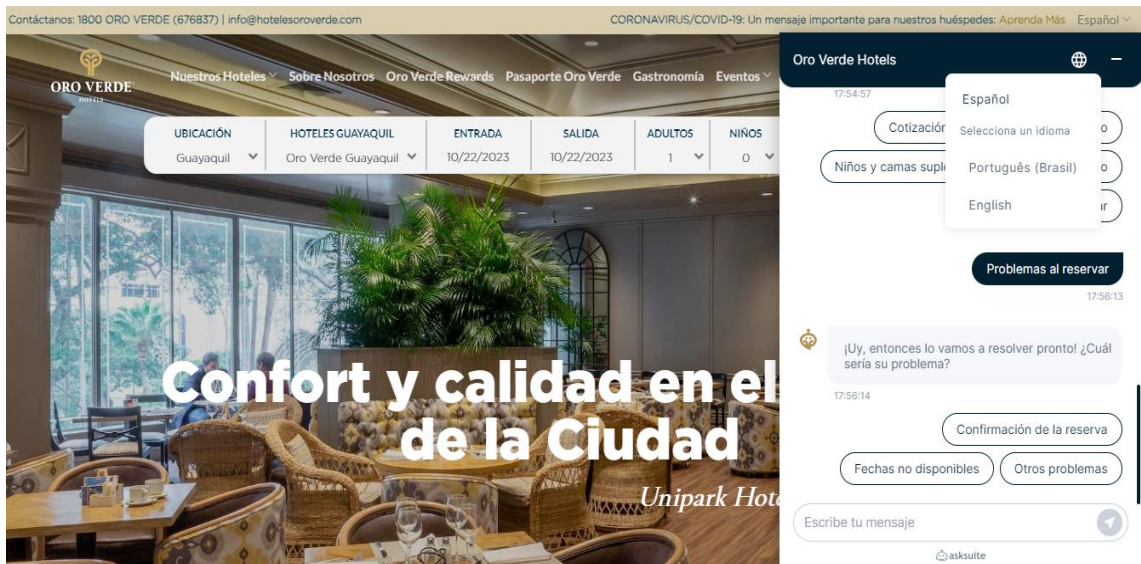 Contáctanos: 1800 ORO VERDE (676837) | info@hotelesoroverde.com
CORONAVIRUS/COVID-19: Un mensaje importante para nuestros huéspedes: Aprenda Más Español
ORO VERDE
HOTELS
Nuestros Hoteles Sobre Nosotros Oro Verde Rewards Pasaporte Oro Verde Gastronomía Eventos
UBICACIÓN HOTELES GUAYAQUIL ENTRADA SALIDA ADULTOS NIÑOS
Guayaquil Oro Verde Guayaquil 10/22/2023 10/22/2023 1 0
Confort y calidad en el
de la Ciudad
Unipark
Oro Verde Hotels
17:54:57
Español
Selecciona un idioma
Português (Brasil)
English
Cotización
Niños y camas
Problemas al reservar
17:56:13
¡Uy, entonces lo vamos a resolver pronto! ¿Cuál
sería su problema?
17:56:14
Confirmación de la reserva
Fechas no disponibles Otros problemas
Escribe tu mensaje
asksuite